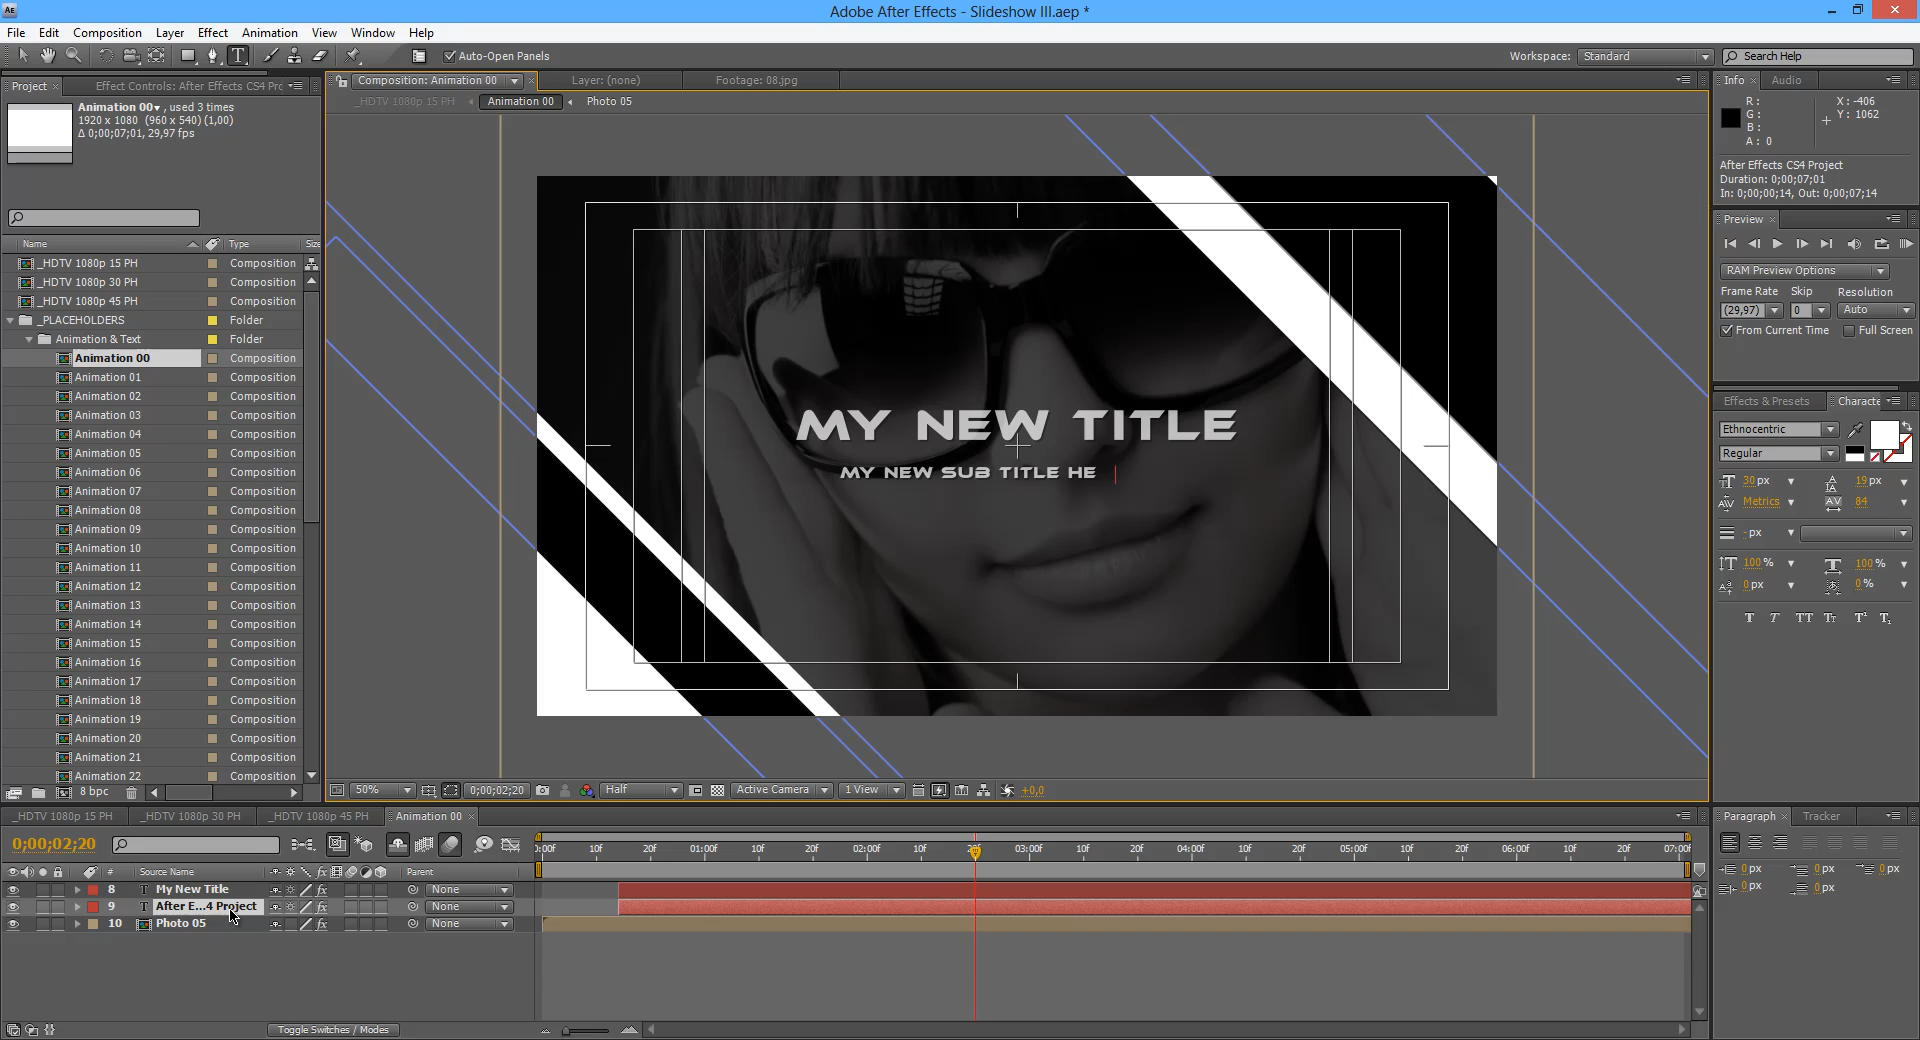 Adobe After Effects - Slideshow III.aep *
File Edit Composition Layer Effect Animation View Window Help
Auto-Open Panels
Workspace: Standard
Search Help
Project
Effect Controls: After Effects CS4 Prc
Animation 00, used 3 times
1920 x 1080 (960 x 540) (1,00)
Δ 0;00;07;01, 29,97 fps
Name Type Size
_HDTV 1080p 15 PH Composition
_HDTV 1080p 30 PH Composition
_HDTV 1080p 45 PH Composition
_PLACEHOLDERS Folder
Animation & Text Folder
Animation 00 Composition
Animation 01 Composition
Animation 02 Composition
Animation 03 Composition
Animation 04 Composition
Animation 05 Composition
Animation 06 Composition
Animation 07 Composition
Animation 08 Composition
Animation 09 Composition
Animation 10 Composition
Animation 11 Composition
Animation 12 Composition
Animation 13 Composition
Animation 14 Composition
Animation 15 Composition
Animation 16 Composition
Animation 17 Composition
Animation 18 Composition
Animation 19 Composition
Animation 20 Composition
Animation 21 Composition
Animation 22 Composition
8 bpc
Composition: Animation 00 Layer: (none) Footage: 08.jpg
_HDTV 1080p 15 PH Animation 00 Photo 05
MY NEW TITLE
MY NEW SUB TITLE HE
50% 0;00;02;20 Half Active Camera 1 View +0,0
Info Audio
R: X: -406
G: Y: 1062
B:
A: 0
After Effects CS4 Project
Duration: 0;00;07;01
In: 0;00;00;14, Out: 0;00;07;14
Preview
RAM Preview Options
Frame Rate Skip Resolution
(29,97) 0 Auto
From Current Time Full Screen
Effects & Presets Characte
Ethnocentric
Regular
30 px 19 px
Metrics 84
- px
100 % 100 %
0 px 0 %
T T TT Tt T¹ T₁
Paragraph Tracker
0 px 0 px 0 px
0 px 0 px
_HDTV 1080p 15 PH _HDTV 1080p 30 PH _HDTV 1080p 45 PH Animation 00
0;00;02;20
0:00f 10f 20f 01:00f 10f 20f 02:00f 10f 20f 03:00f 10f 20f 04:00f 10f 20f 05:00f 10f 20f 06:00f 10f 20f 07:00f
# Source Name Parent
8 T My New Title fx None
9 T After E...4 Project fx None
10 Photo 05 fx None
Toggle Switches / Modes